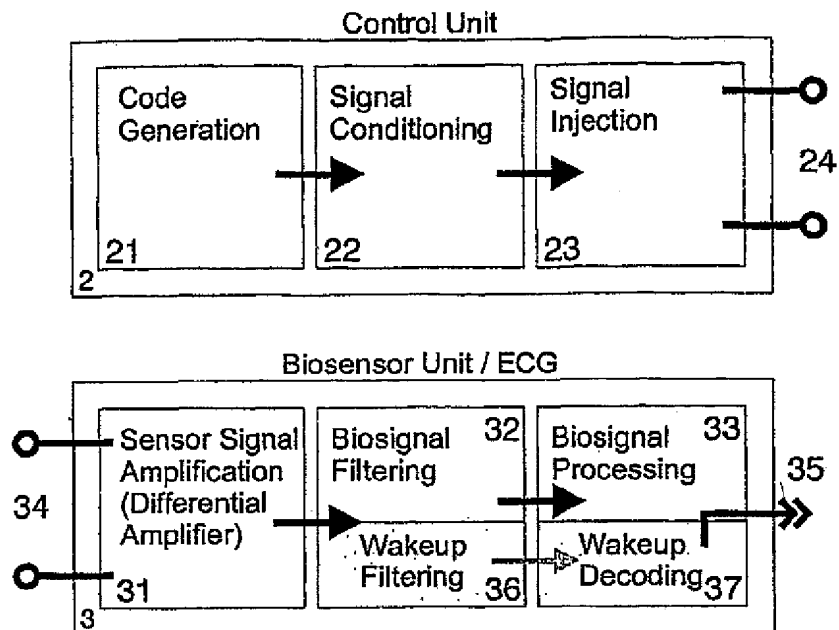 Control Unit
Code
Generation
21
Signal
Conditioning
22
Signal
Injection
23
24
2
Biosensor Unit / ECG
34
Sensor Signal
Amplification
(Differential
Amplifier)
31
Biosignal
Filtering
32
Wakeup
Filtering
36
Biosignal
Processing
33
Wakeup
Decoding
37
35
3